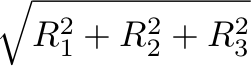 √(R₁² + R₂² + R₃²)